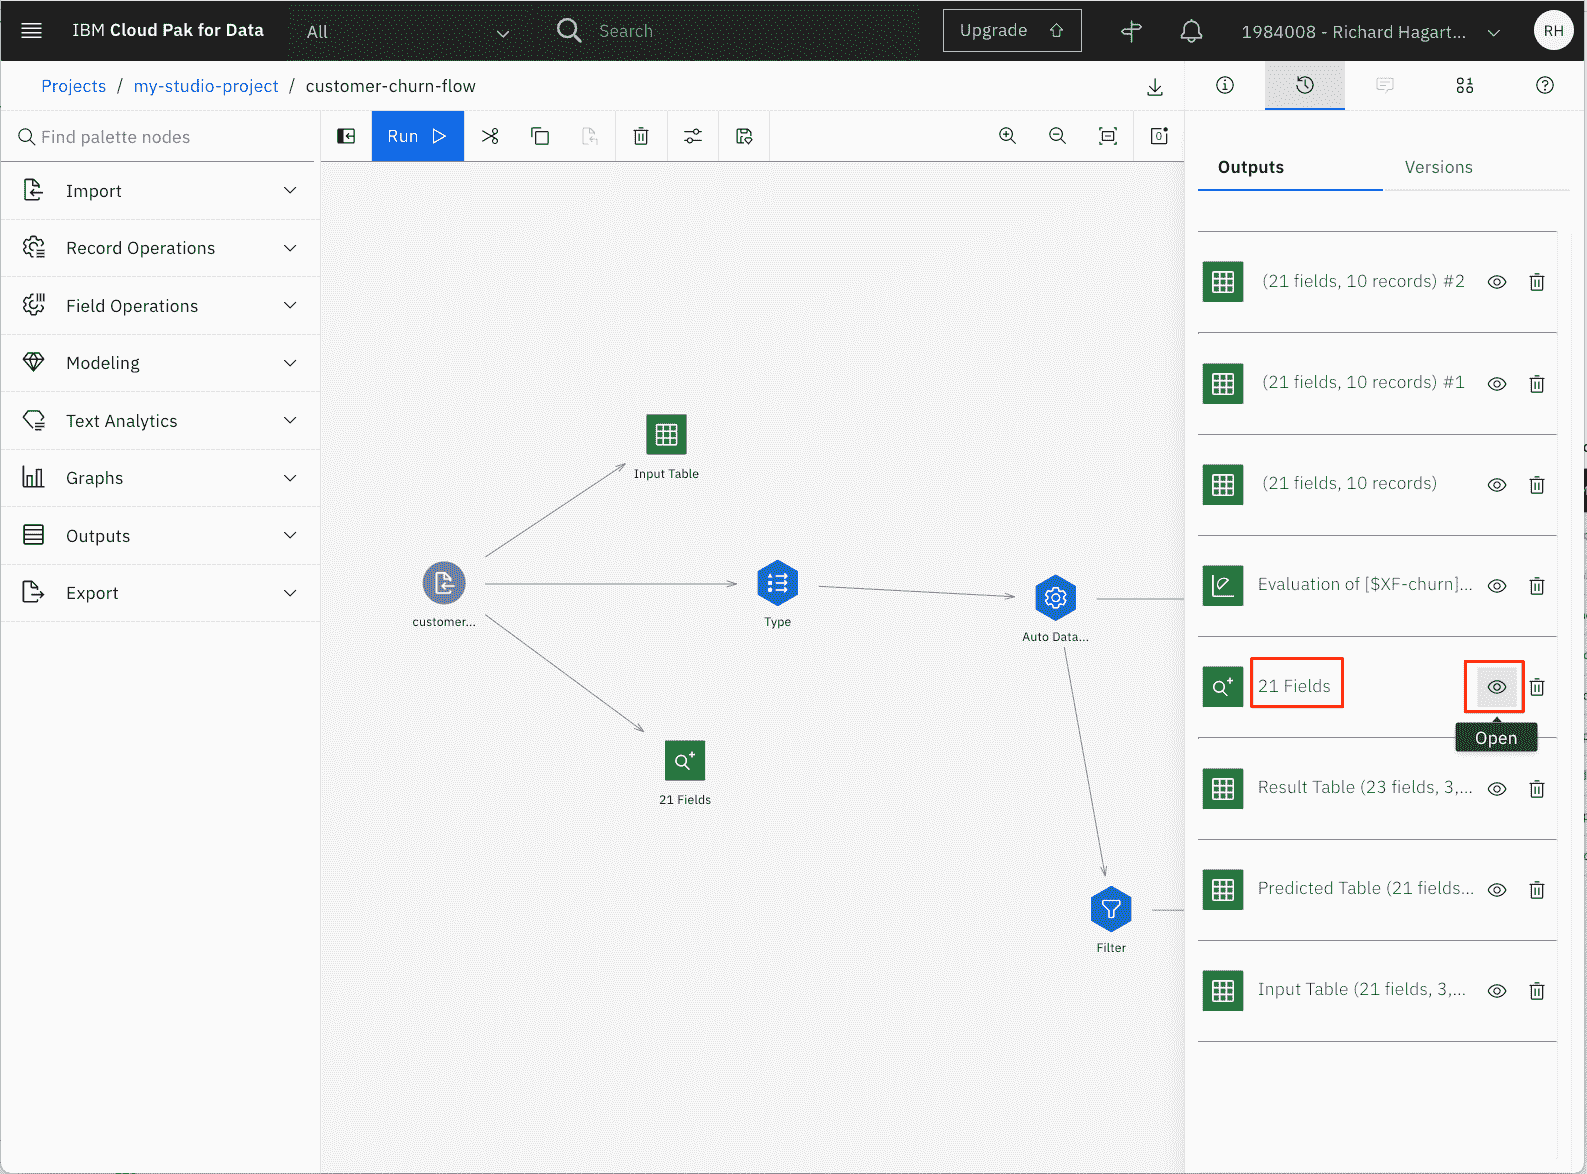 IBM Cloud Pak for Data
All
Search
Upgrade
1984008 - Richard Hagart...
RH
Projects / my-studio-project / customer-churn-flow
Find palette nodes
Run
Import
Record Operations
Field Operations
Modeling
Text Analytics
Graphs
Outputs
Export
Input Table
customer...
Type
Auto Data...
21 Fields
Filter
Outputs
Versions
(21 fields, 10 records) #2
(21 fields, 10 records) #1
(21 fields, 10 records)
Evaluation of [$XF-churn]...
21 Fields
Open
Result Table (23 fields, 3,...
Predicted Table (21 fields...
Input Table (21 fields, 3,...